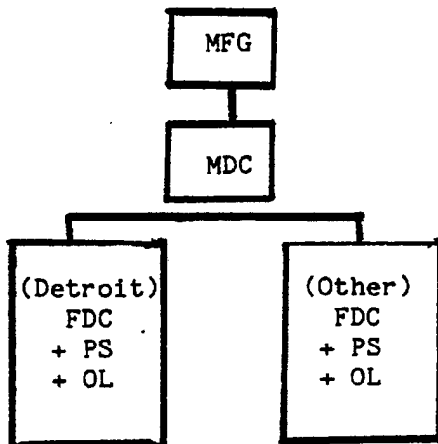 MFG
MDC
(Detroit)
FDC
+ PS
+ OL
(Other)
FDC
+ PS
+ OL